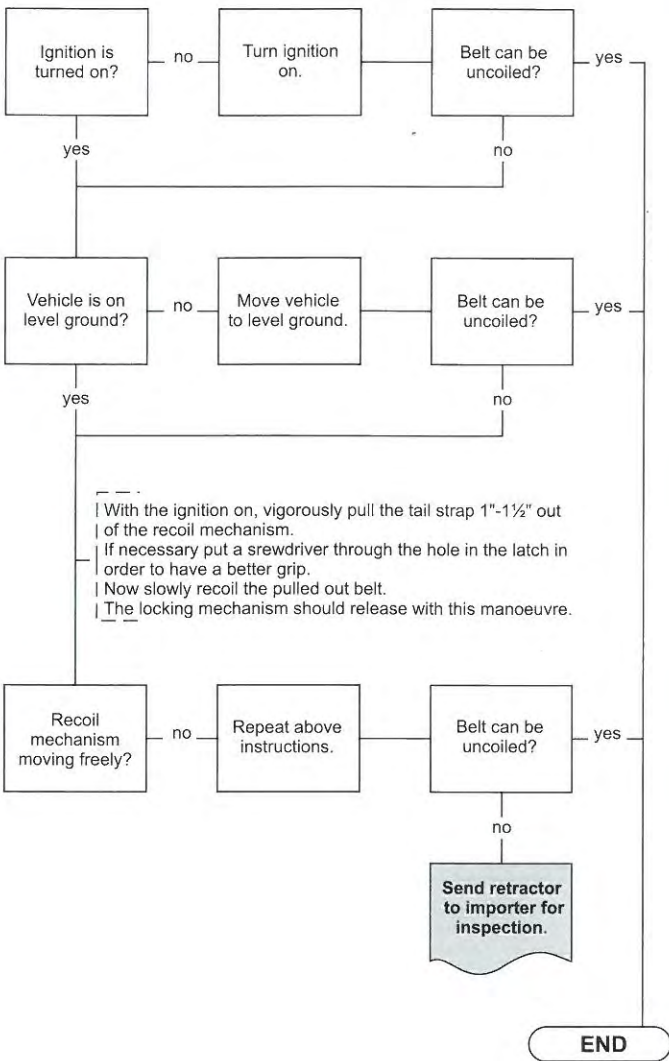 Ignition is
turned on?
no
Turn ignition
on.
Belt can be
uncoiled?
yes
yes
no
Vehicle is on
level ground?
no
Move vehicle
to level ground.
Belt can be
uncoiled?
yes
yes
no
With the ignition on, vigorously pull the tail strap 1"-1½" out
of the recoil mechanism.
If necessary put a srewdriver through the hole in the latch in
order to have a better grip.
Now slowly recoil the pulled out belt.
The locking mechanism should release with this manoeuvre.
Recoil
mechanism
moving freely?
no
Repeat above
instructions.
Belt can be
uncoiled?
yes
no
Send retractor
to importer for
inspection.
END